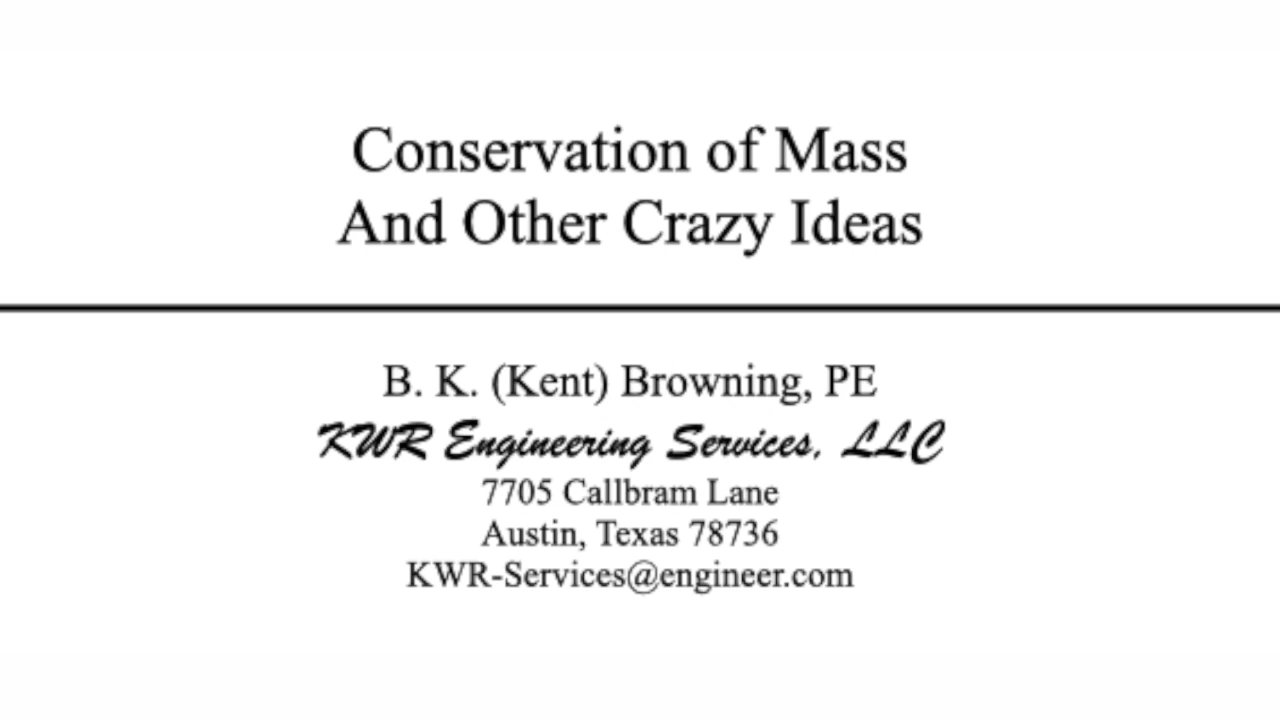 Conservation of Mass
And Other Crazy Ideas
B. K. (Kent) Browning, PE
KWR Engineering Services, LLC
7705 Callbram Lane
Austin, Texas 78736
KWR-Services@engineer.com